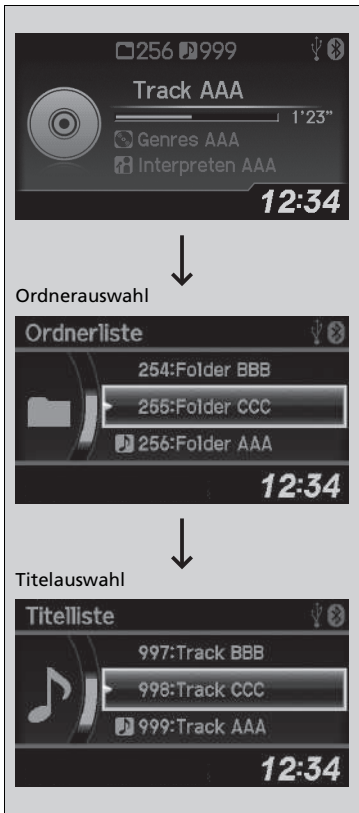 256 999
Track AAA
1'23"
Genres AAA
Interpreten AAA
12:34
Ordnerauswahl
Ordnerliste
254:Folder BBB
255:Folder CCC
256:Folder AAA
12:34
Titelauswahl
Titelliste
997:Track BBB
998:Track CCC
999:Track AAA
12:34